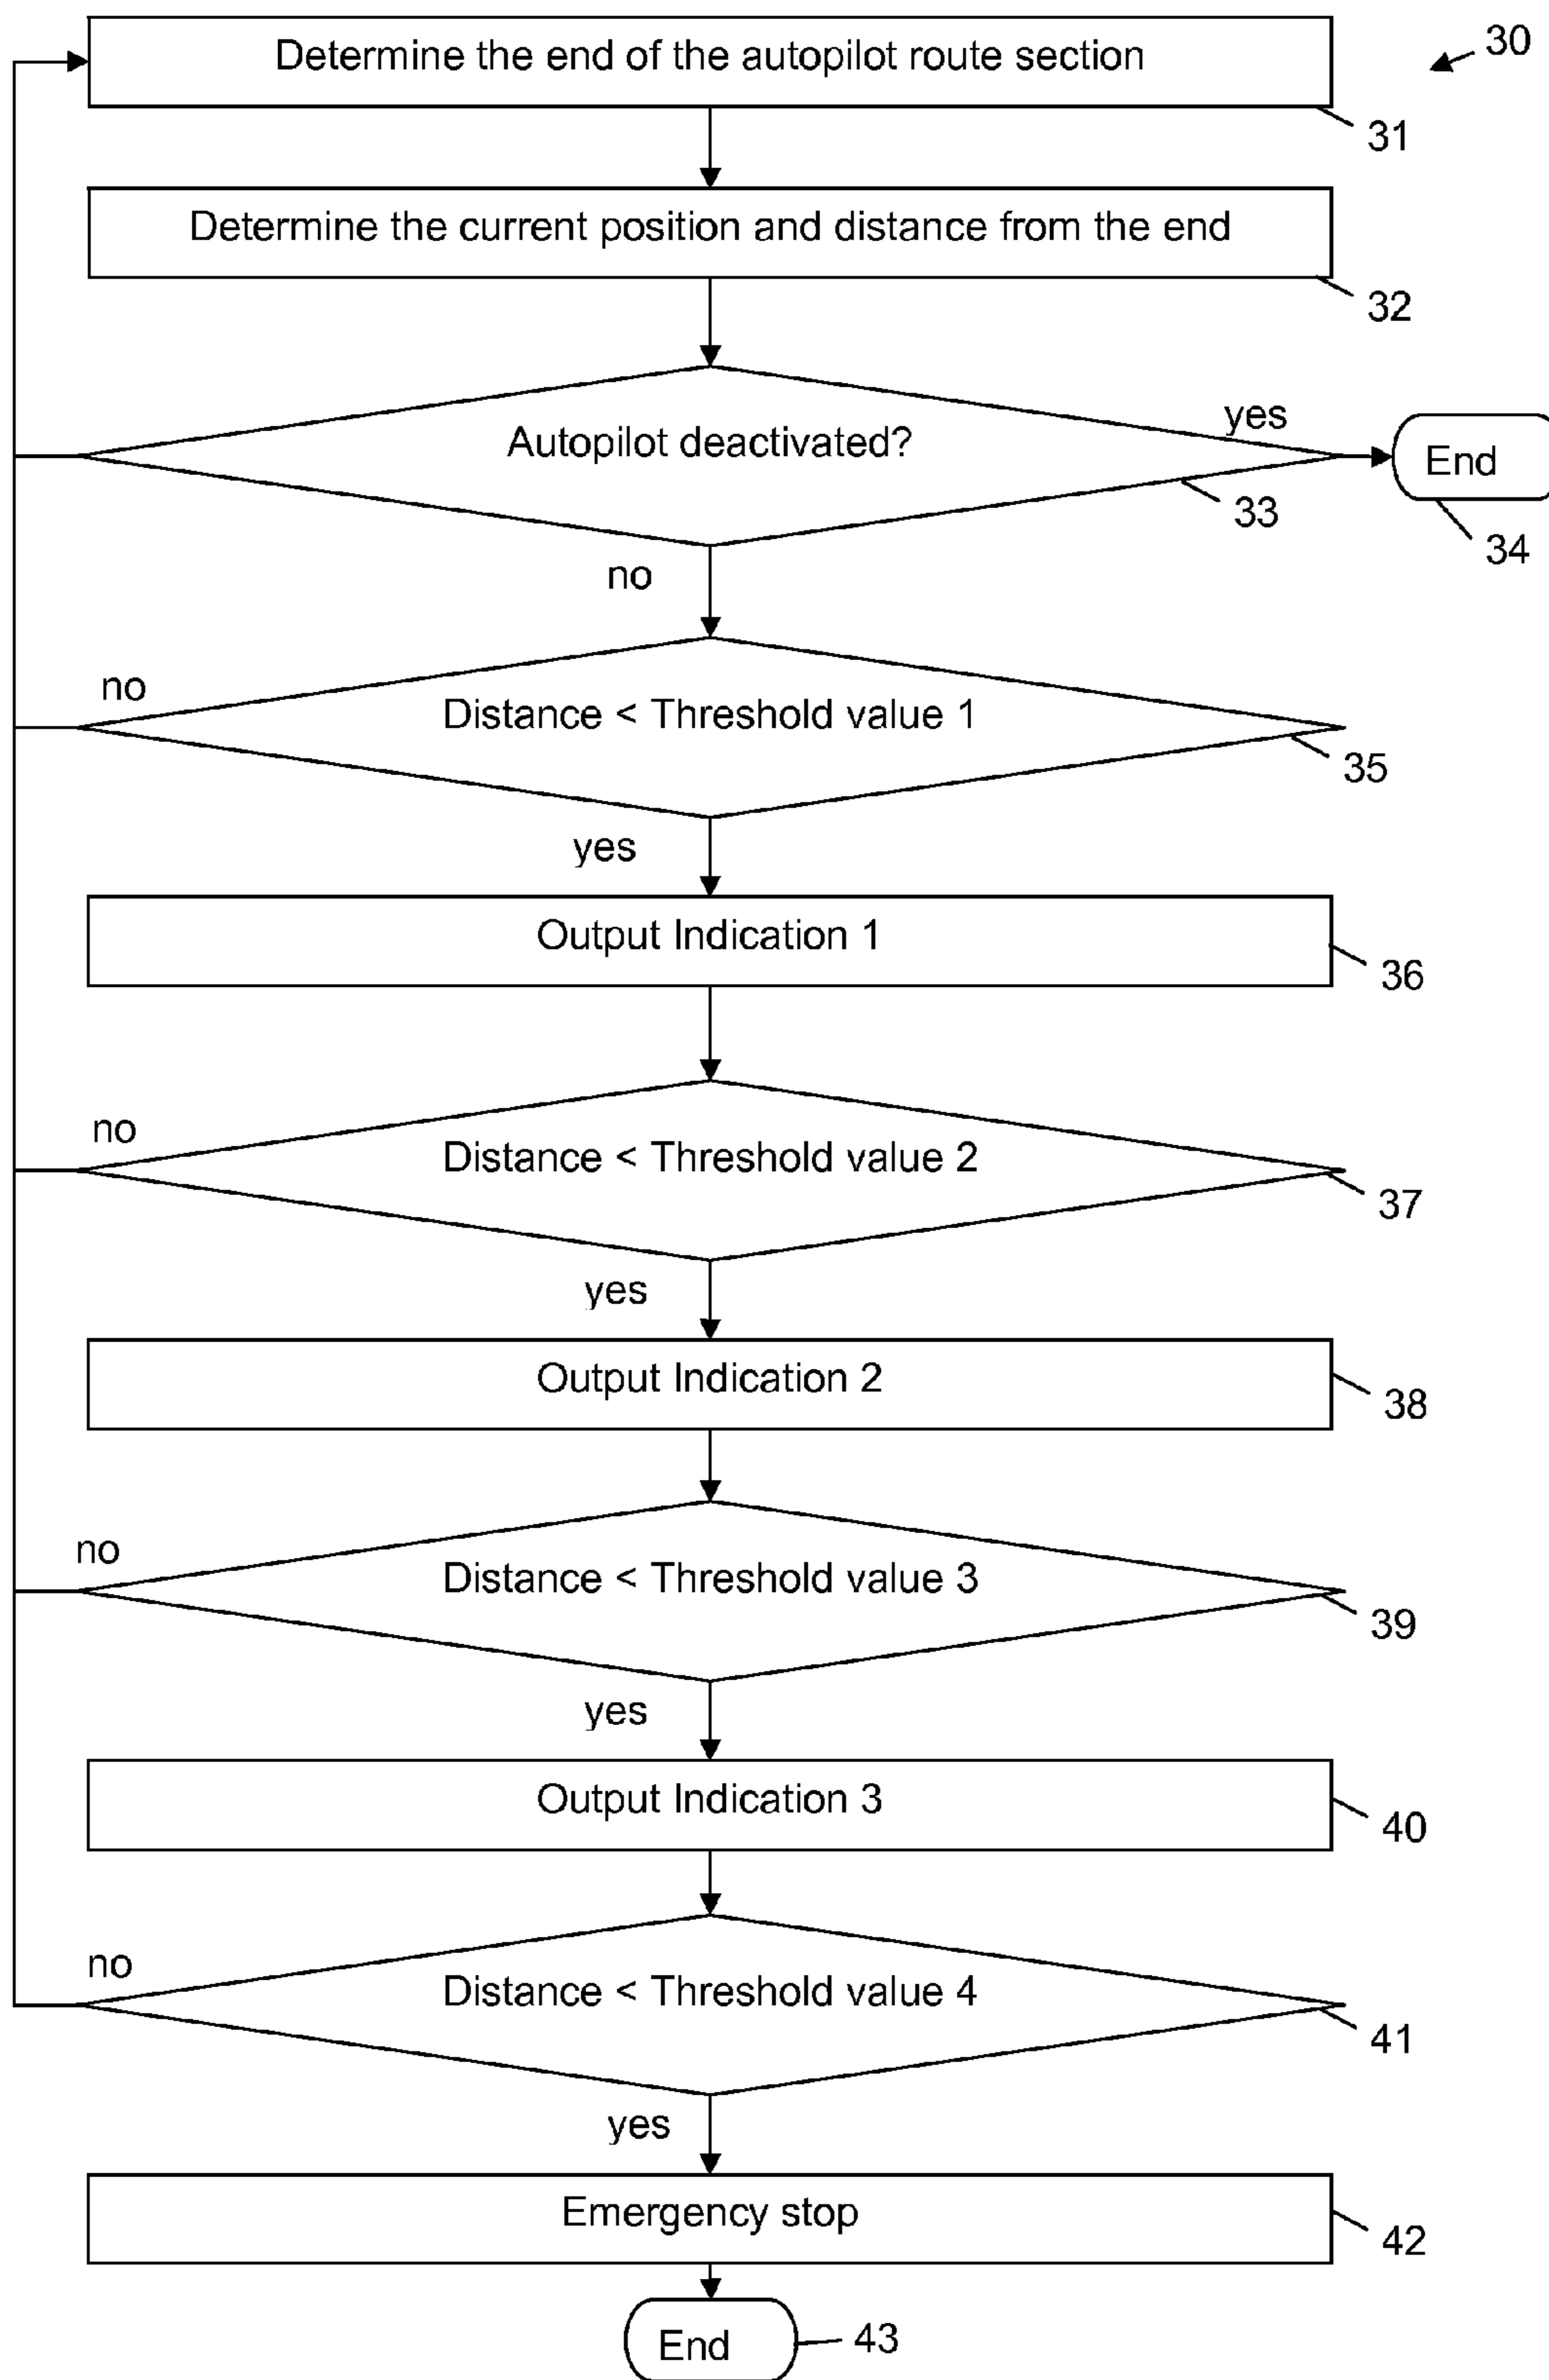 Determine the end of the autopilot route section
30
31
Determine the current position and distance from the end
32
Autopilot deactivated?
yes
End
33
34
no
no
Distance < Threshold value 1
35
yes
Output Indication 1
36
no
Distance < Threshold value 2
37
yes
Output Indication 2
38
no
Distance < Threshold value 3
39
yes
Output Indication 3
40
no
Distance < Threshold value 4
41
yes
Emergency stop
42
End
43